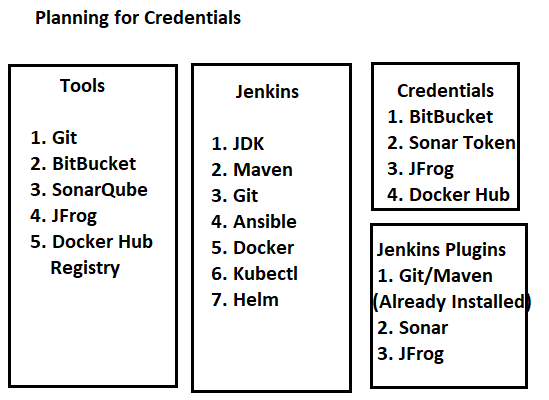 Planning for Credentials
Tools
1. Git
2. BitBucket
3. SonarQube
4. JFrog
5. Docker Hub
Registry
Jenkins
1. JDK
2. Maven
3. Git
4. Ansible
5. Docker
6. Kubectl
7. Helm
Credentials
1. BitBucket
2. Sonar Token
3. JFrog
4. Docker Hub
Jenkins Plugins
1. Git/Maven
(Already Installed)
2. Sonar
3. JFrog